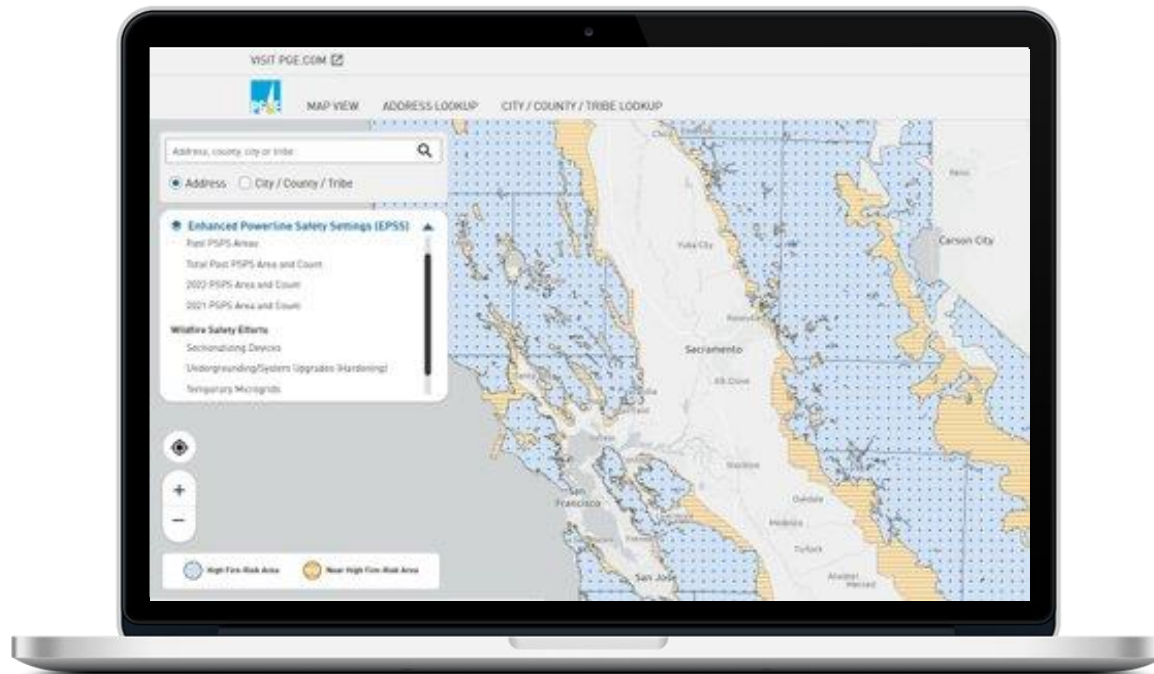 VISIT PGE.COM
PG&E
MAP VIEW ADDRESS LOOKUP CITY / COUNTY / TRIBE LOOKUP
Address, county, city or tribe
Address City / County / Tribe
Enhanced Powerline Safety Settings (EPSS)
Past PSPS Areas
Total Past PSPS Area and Count
2022 PSPS Area and Count
2021 PSPS Area and Count
Wildfire Safety Efforts
Sectionalizing Devices
Undergrounding/System Upgrades (Hardening)
Temporary Microgrids
High Fire-Risk Area Near High Fire-Risk Area
Reno
Carson City
Yuba City
Roseville
Sacramento
Elk Grove
Stockton
San Francisco
Oakdale
Modesto
Turlock
San Jose
Atwater
Merced